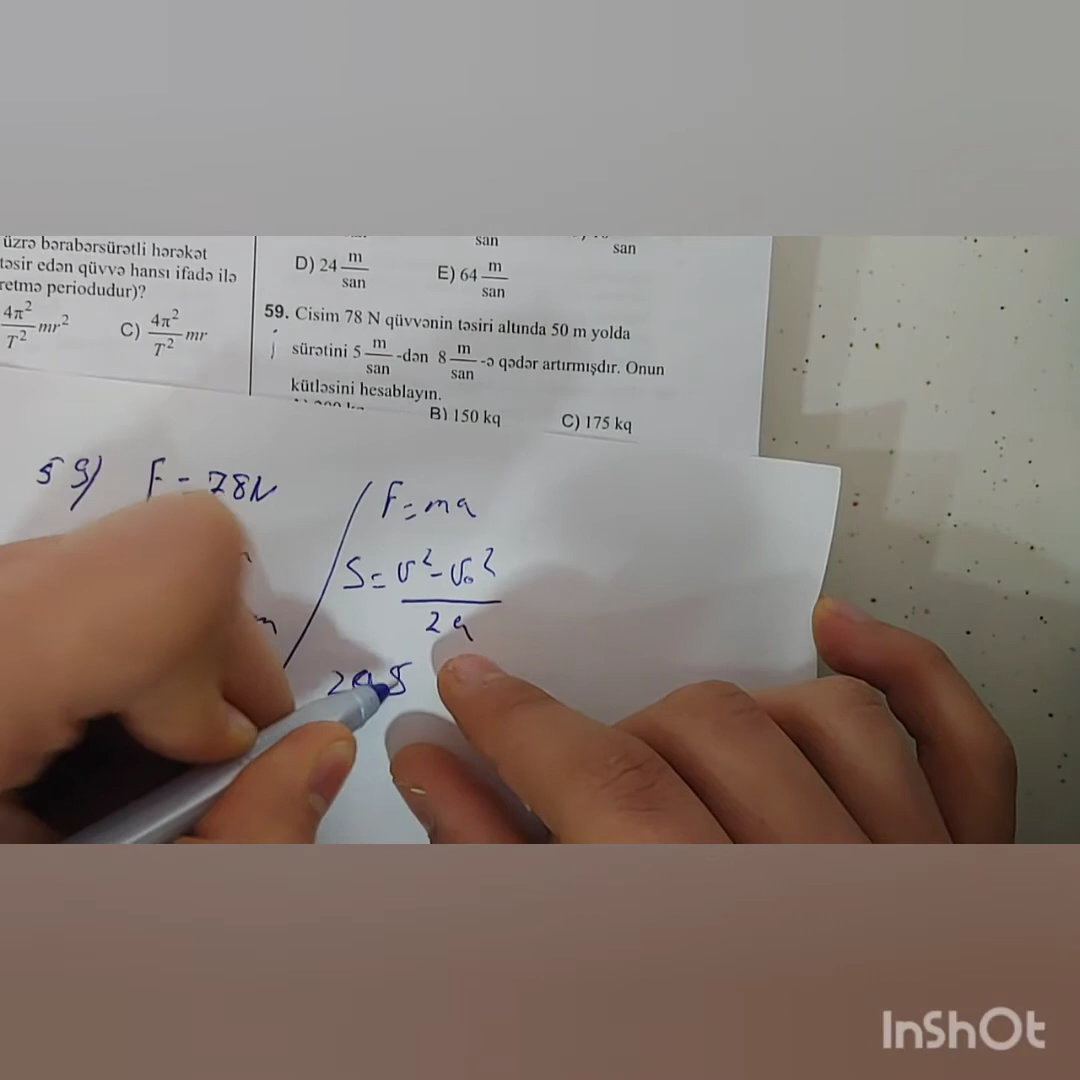 üzrə bərabərsürətli hərəkət
təsir edən qüvvə hansı ifadə ilə
retmə periodudur)?
4π²/T² mr²
C) 4π²/T² mr
san
san
D) 24 m/san
E) 64 m/san
59. Cisim 78 N qüvvənin təsiri altında 50 m yolda
sürətini 5 m/san -dən 8 m/san -ə qədər artırmışdır. Onun
kütləsini hesablayın.
B) 150 kq C) 175 kq
59) F = 78N
F = ma
S = υ² - υ₀² / 2a
m
InShOt